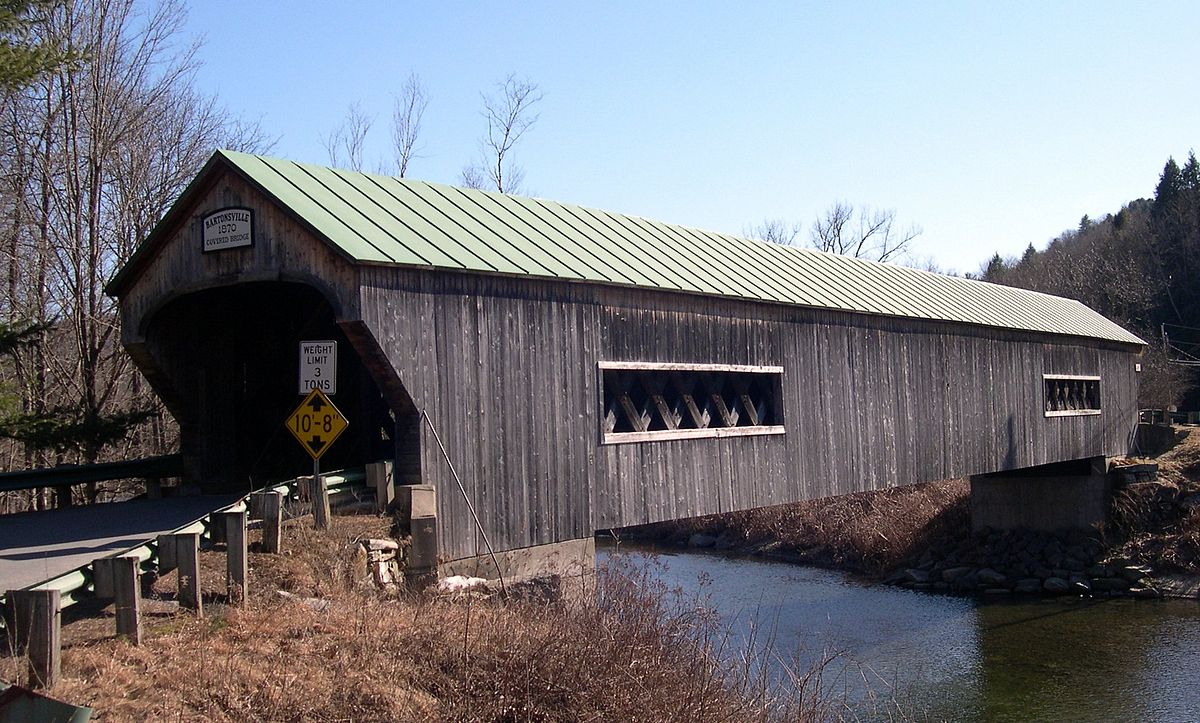 BARTONSVILLE
1870
COVERED BRIDGE
WEIGHT
LIMIT
3
TONS
10'-8"